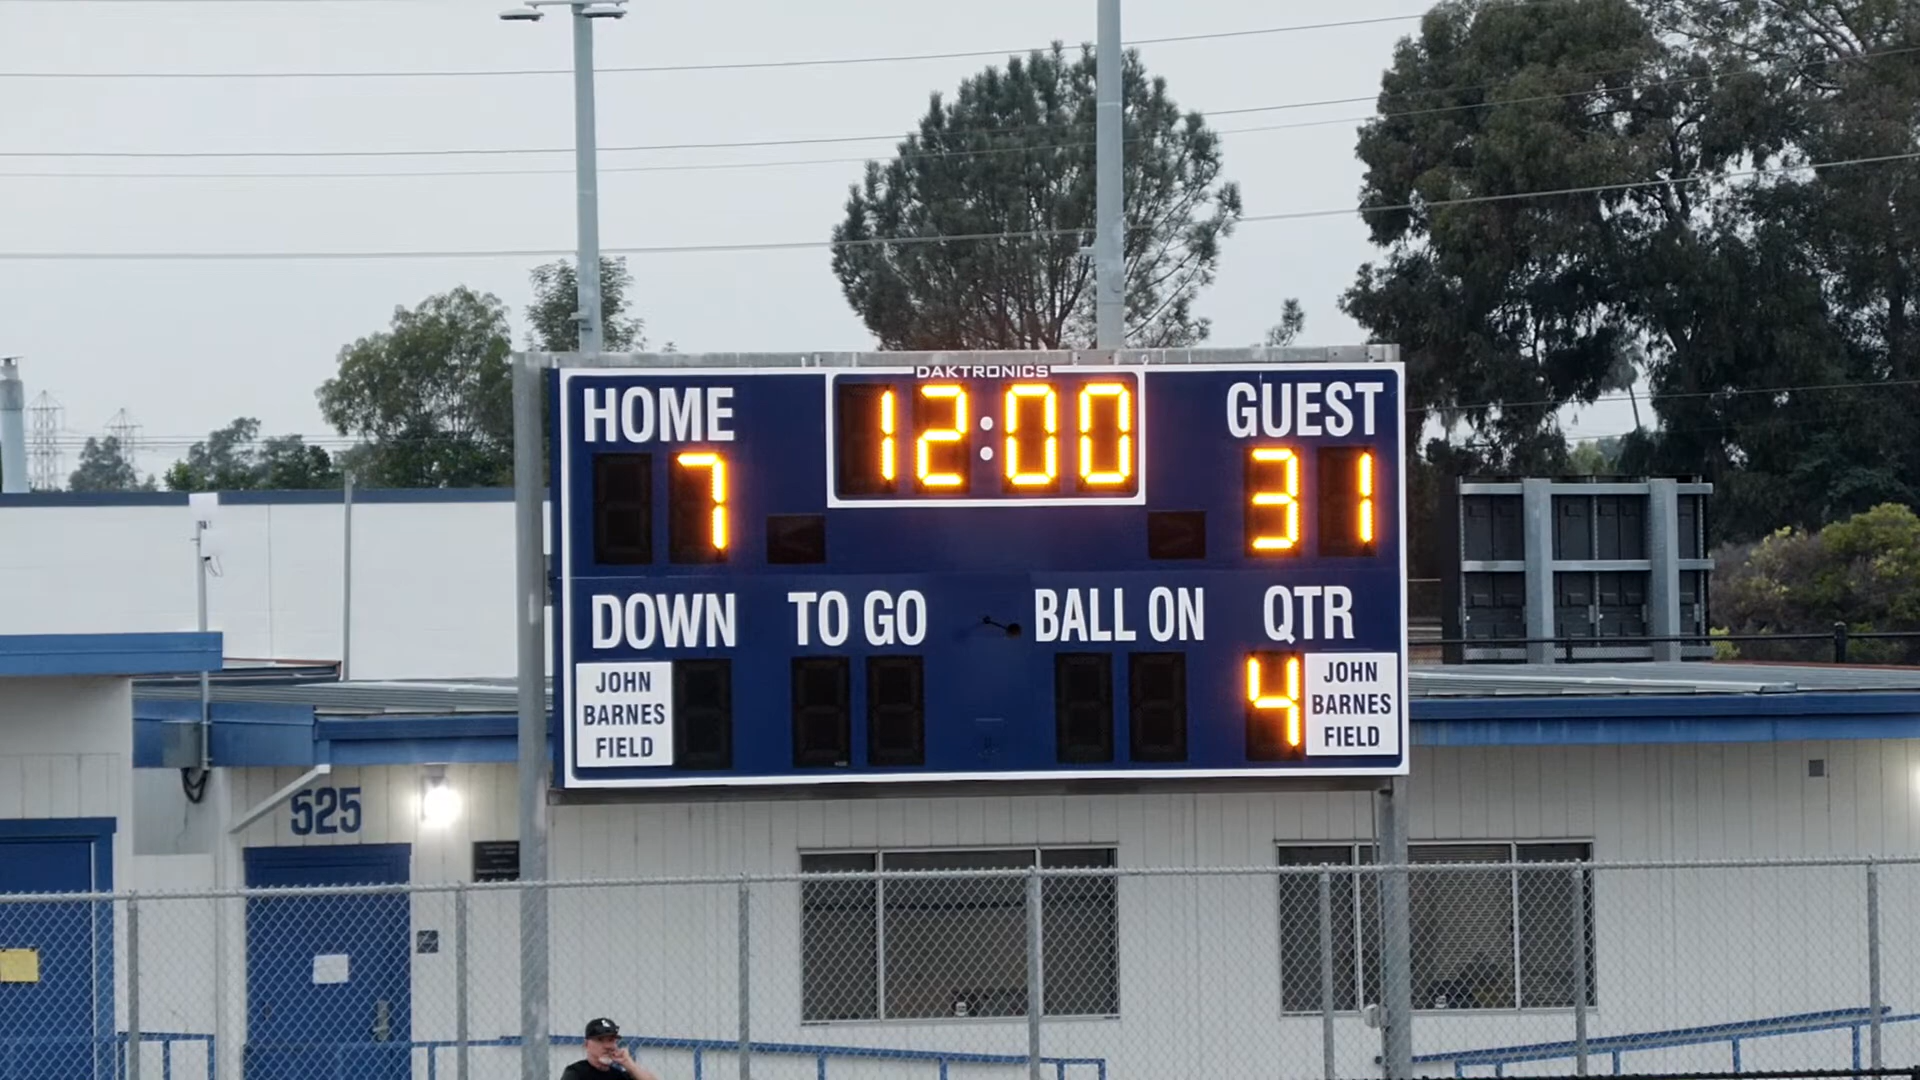 DAKTRONICS
HOME 12:00 GUEST
7 31
DOWN TO GO BALL ON QTR
4
JOHN
BARNES
FIELD
JOHN
BARNES
FIELD
525